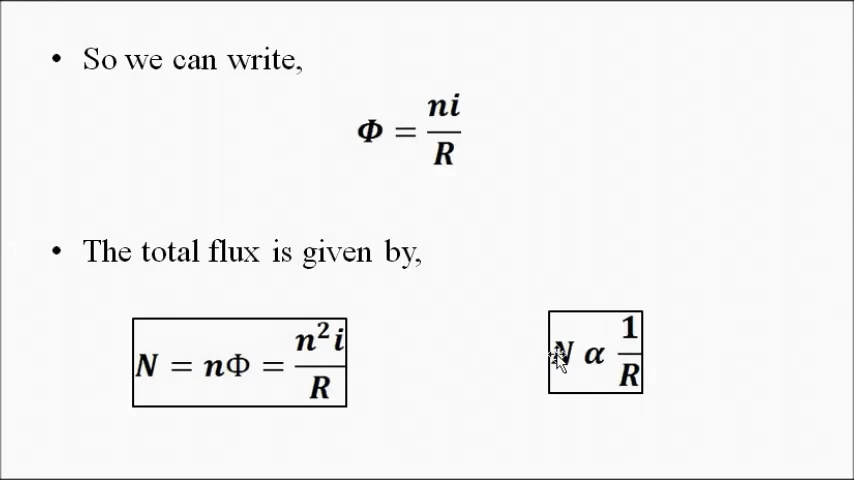 • So we can write,
Φ = ni/R
• The total flux is given by,
N = nΦ = n²i/R
N α 1/R